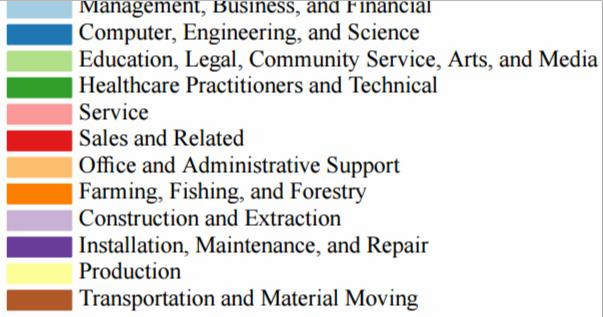 Management, Business, and Financial
Computer, Engineering, and Science
Education, Legal, Community Service, Arts, and Media
Healthcare Practitioners and Technical
Service
Sales and Related
Office and Administrative Support
Farming, Fishing, and Forestry
Construction and Extraction
Installation, Maintenance, and Repair
Production
Transportation and Material Moving